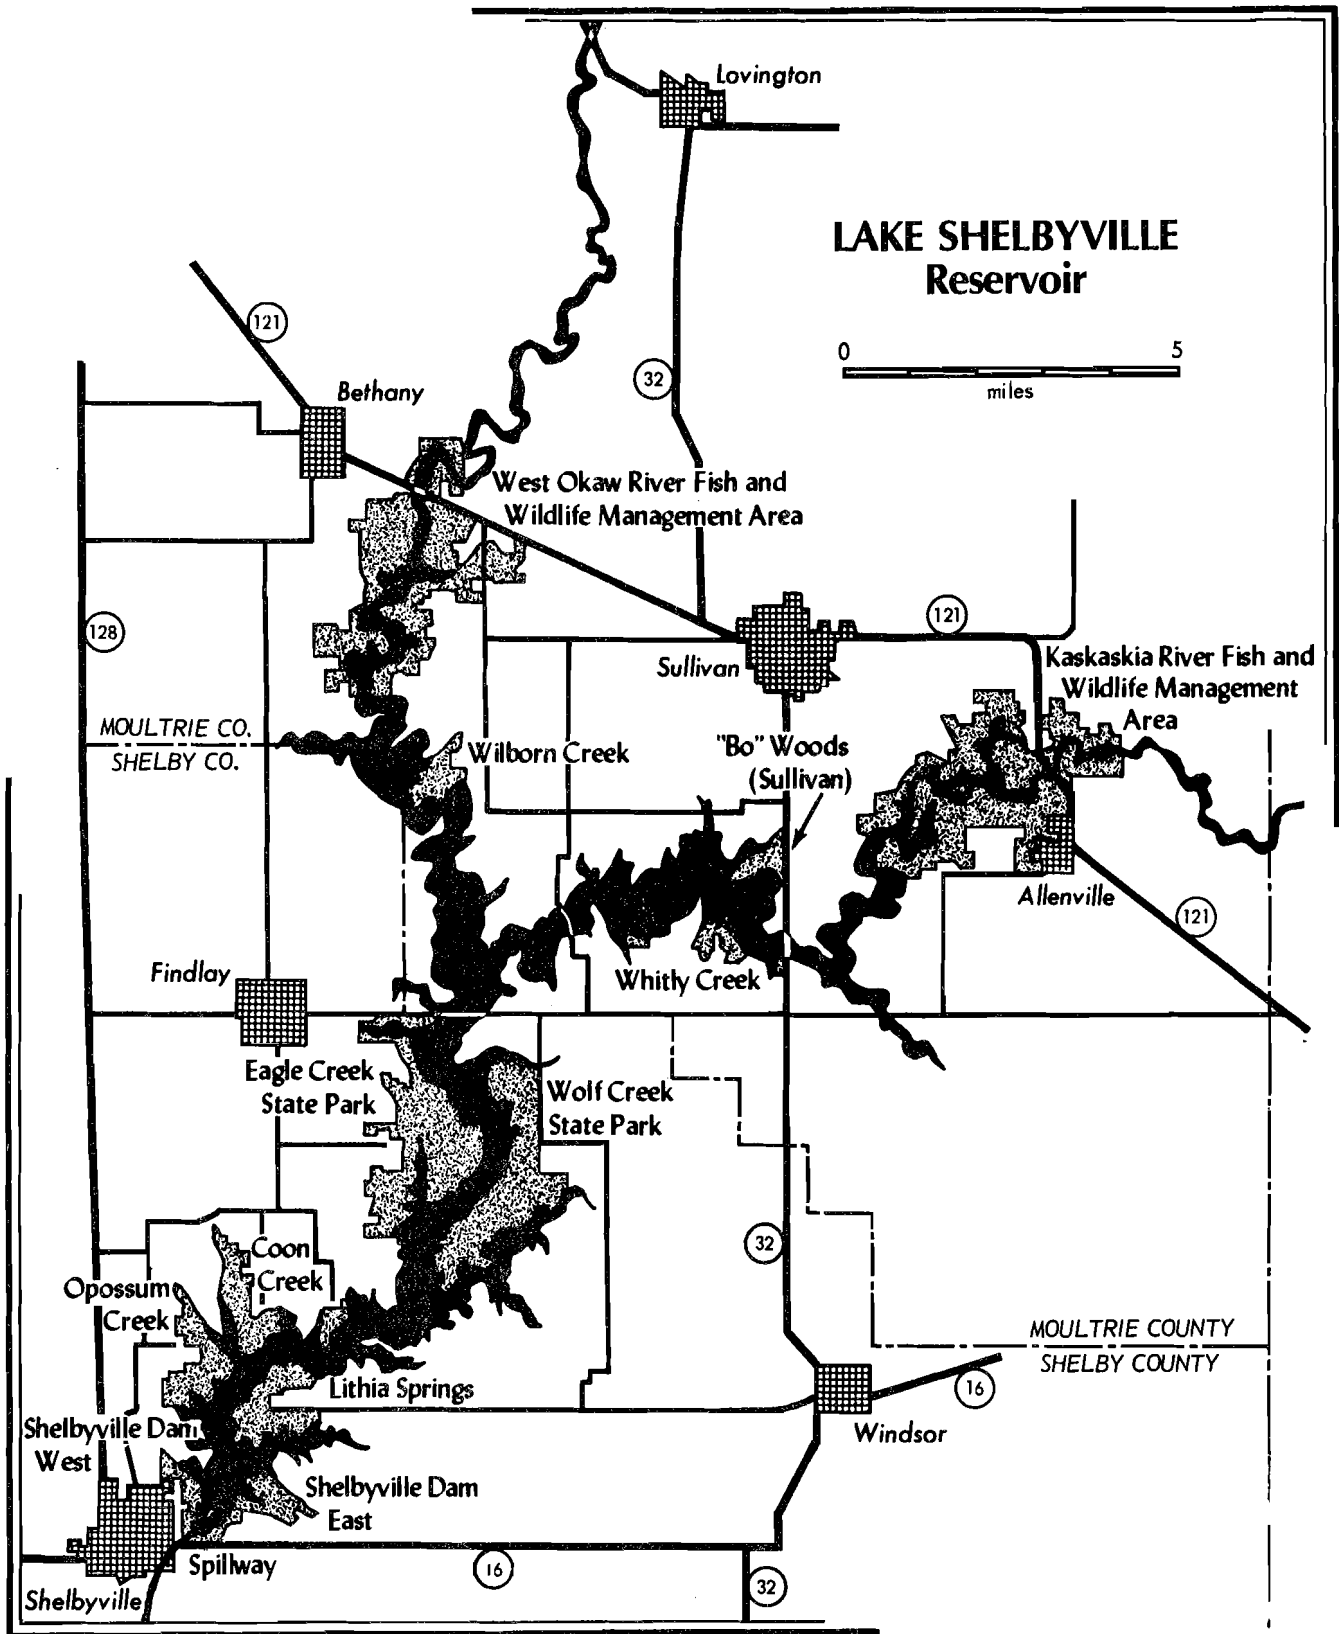 Lovington
LAKE SHELBYVILLE
Reservoir
0 5
miles
121
32
Bethany
West Okaw River Fish and
Wildlife Management Area
128
121
Sullivan
Kaskaskia River Fish and
Wildlife Management
Area
MOULTRIE CO.
SHELBY CO.
Wilborn Creek
"Bo" Woods
(Sullivan)
Allenville
121
Findlay
Whitly Creek
Eagle Creek
State Park
Wolf Creek
State Park
32
Coon
Creek
Opossum
Creek
MOULTRIE COUNTY
SHELBY COUNTY
Lithia Springs
16
Windsor
Shelbyville Dam
West
Shelbyville Dam
East
Spillway
16
32
Shelbyville